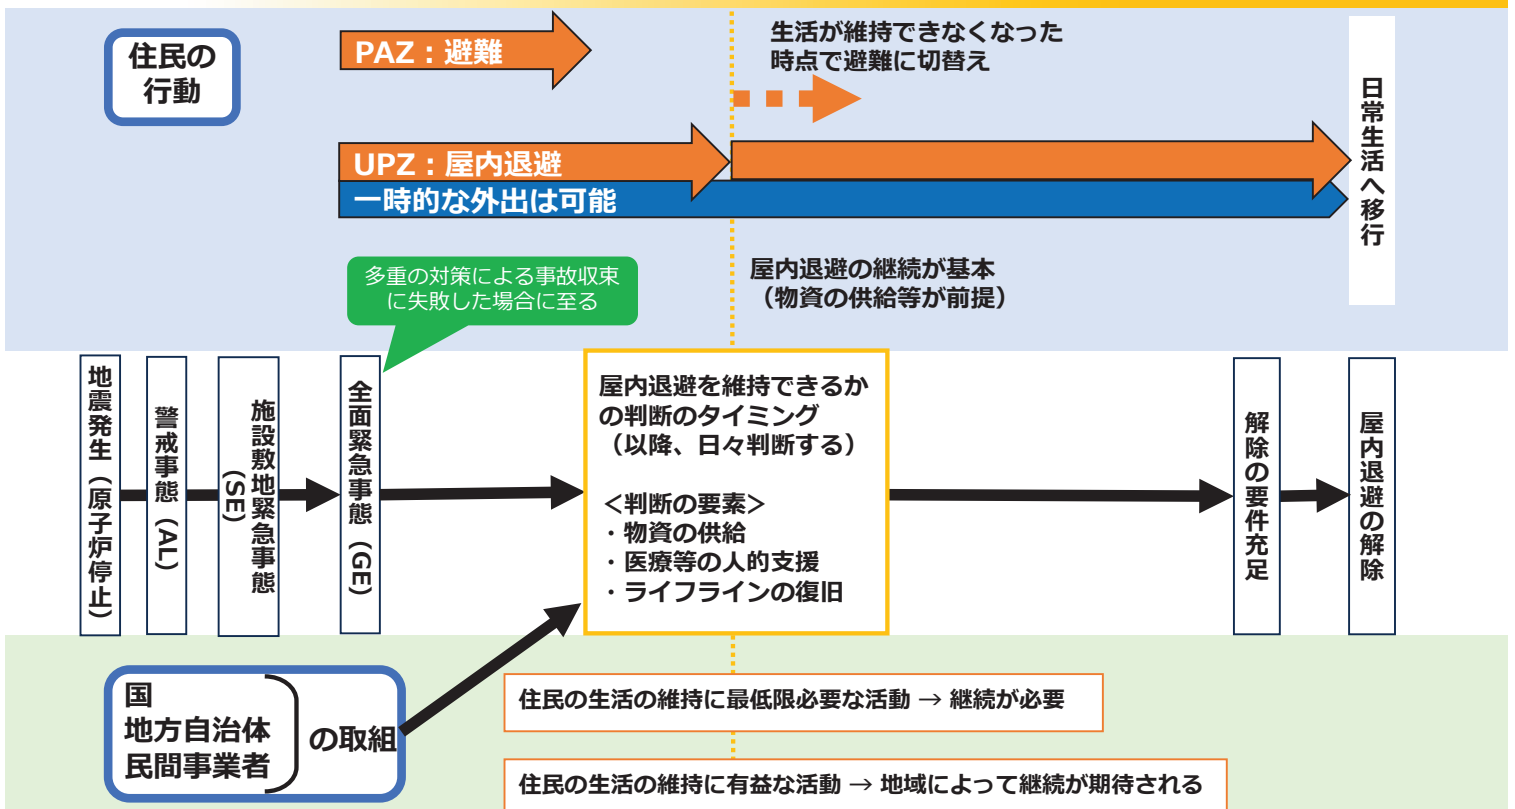 住民の
行動
PAZ：避難
生活が維持できなくなった
時点で避難に切替え
UPZ：屋内退避
一時的な外出は可能
日常生活へ移行
多重の対策による事故収束
に失敗した場合に至る
屋内退避の継続が基本
（物資の供給等が前提）
地震発生（原子炉停止）
警戒事態（AL）
施設敷地緊急事態
(SE)
全面緊急事態（GE）
屋内退避を維持できるか
の判断のタイミング
（以降、日々判断する）
＜判断の要素＞
・物資の供給
・医療等の人的支援
・ライフラインの復旧
解除の要件充足
屋内退避の解除
国
地方自治体
民間事業者
の取組
住民の生活の維持に最低限必要な活動 → 継続が必要
住民の生活の維持に有益な活動 → 地域によって継続が期待される